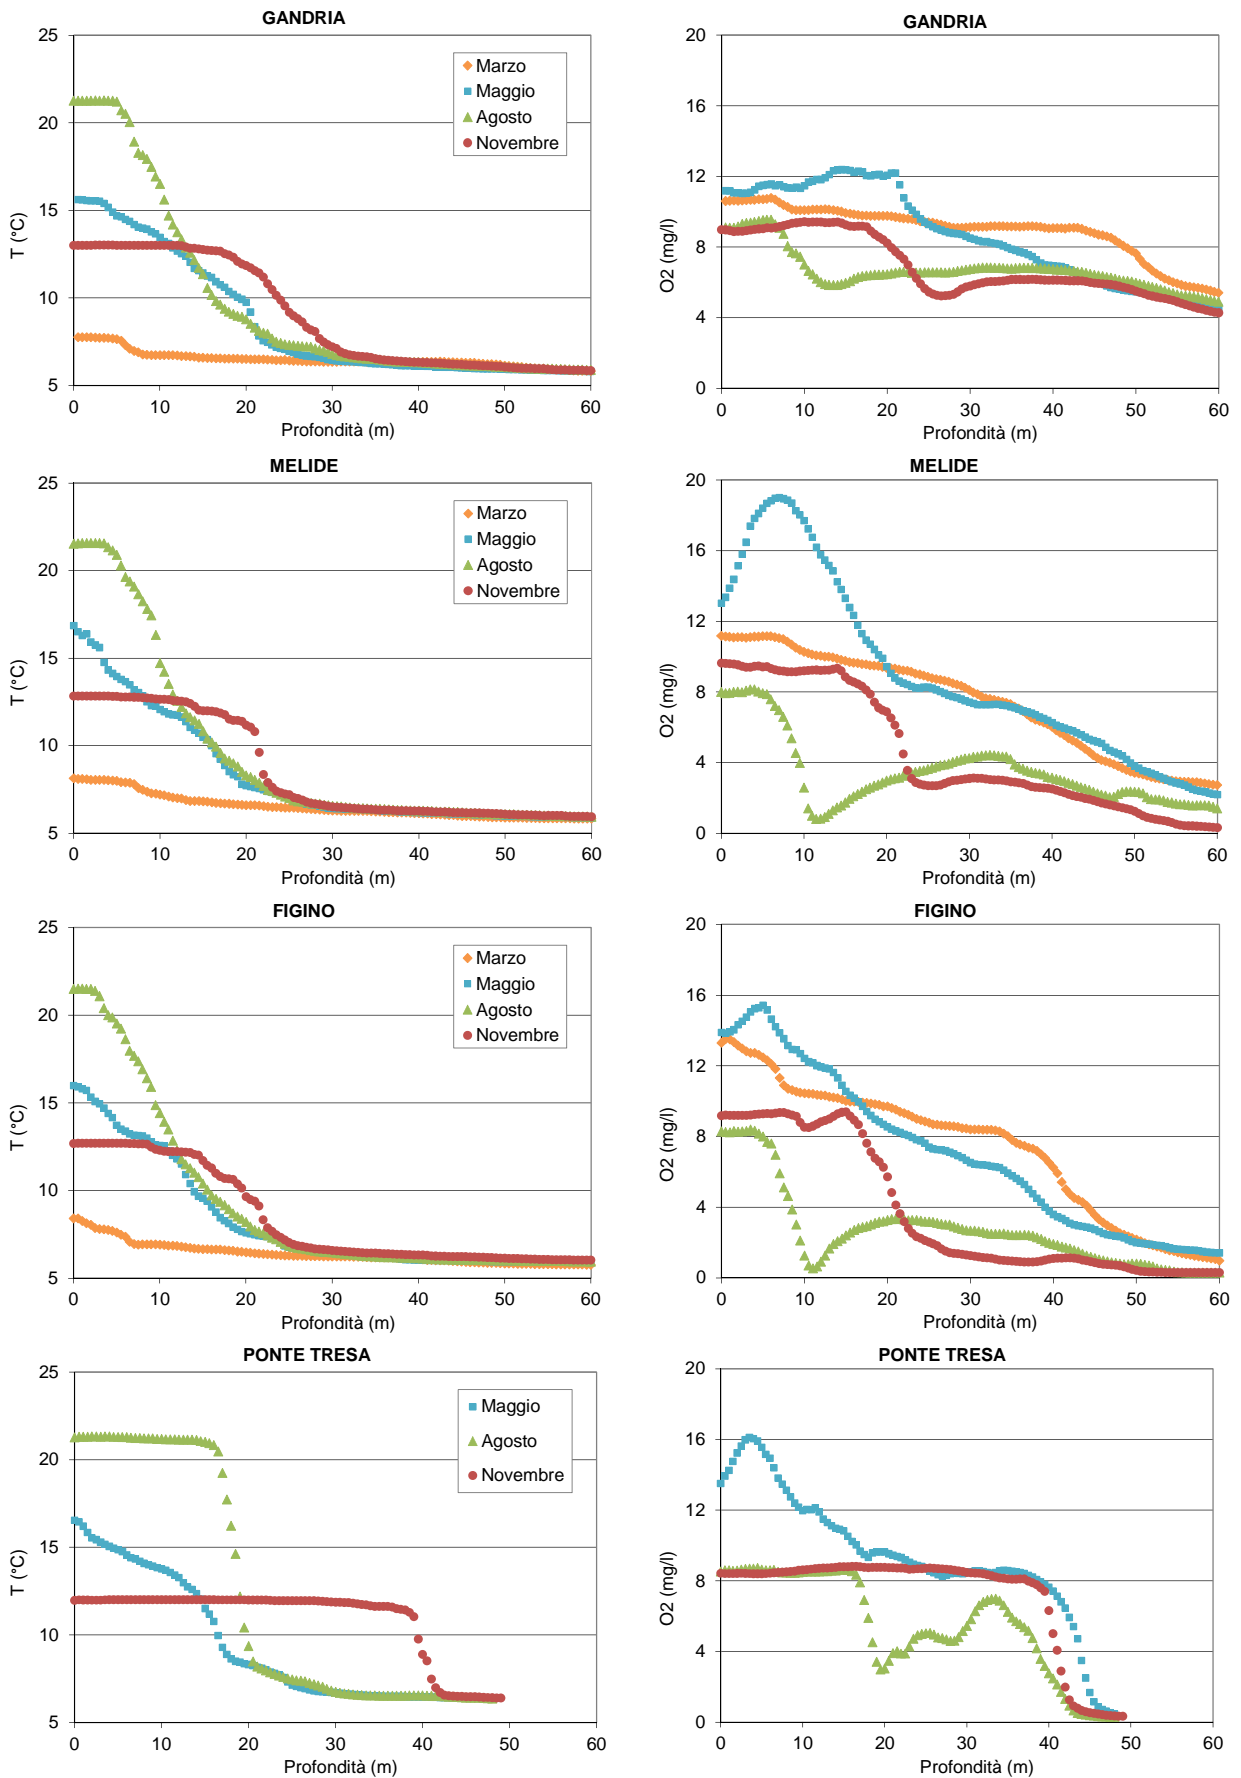 GANDRIA
25
20
15
10
5
T (°C)
Marzo
Maggio
Agosto
Novembre
0 10 20 30 40 50 60
Profondità (m)
GANDRIA
20
16
12
8
4
0
O2 (mg/l)
0 10 20 30 40 50 60
Profondità (m)
MELIDE
25
20
15
10
5
T (°C)
Marzo
Maggio
Agosto
Novembre
0 10 20 30 40 50 60
Profondità (m)
MELIDE
20
16
12
8
4
0
O2 (mg/l)
0 10 20 30 40 50 60
Profondità (m)
FIGINO
25
20
15
10
5
T (°C)
Marzo
Maggio
Agosto
Novembre
0 10 20 30 40 50 60
Profondità (m)
FIGINO
20
16
12
8
4
0
O2 (mg/l)
0 10 20 30 40 50 60
Profondità (m)
PONTE TRESA
25
20
15
10
5
T (°C)
Maggio
Agosto
Novembre
0 10 20 30 40 50 60
Profondità (m)
PONTE TRESA
20
16
12
8
4
0
O2 (mg/l)
0 10 20 30 40 50 60
Profondità (m)